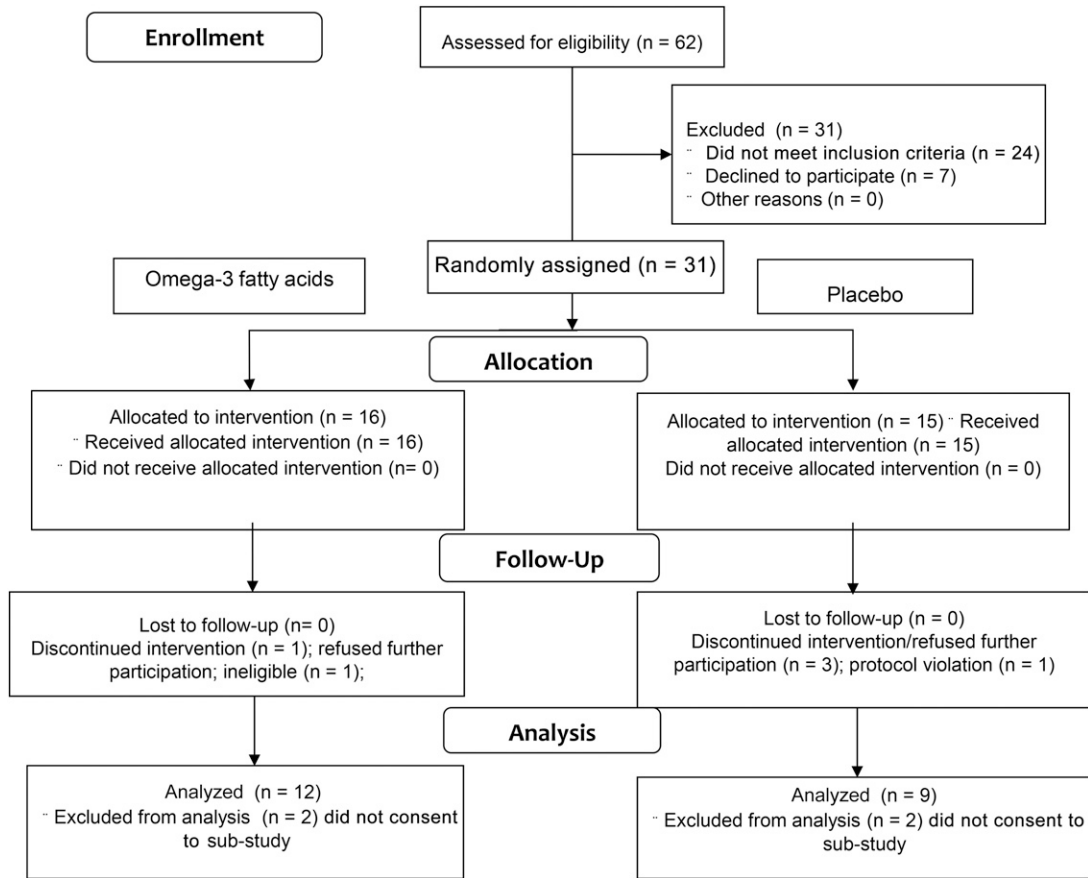 Enrollment
Assessed for eligibility (n = 62)
Excluded (n = 31)
¨ Did not meet inclusion criteria (n = 24)
¨ Declined to participate (n = 7)
¨ Other reasons (n = 0)
Randomly assigned (n = 31)
Omega-3 fatty acids
Placebo
Allocation
Allocated to intervention (n = 16)
¨ Received allocated intervention (n = 16)
¨ Did not receive allocated intervention (n= 0)
Allocated to intervention (n = 15) ¨ Received
allocated intervention (n = 15)
Did not receive allocated intervention (n = 0)
Follow-Up
Lost to follow-up (n= 0)
Discontinued intervention (n = 1); refused further
participation; ineligible (n = 1);
Lost to follow-up (n = 0)
Discontinued intervention/refused further
participation (n = 3); protocol violation (n = 1)
Analysis
Analyzed (n = 12)
¨ Excluded from analysis (n = 2) did not consent
to sub-study
Analyzed (n = 9)
¨ Excluded from analysis (n = 2) did not consent to
sub-study